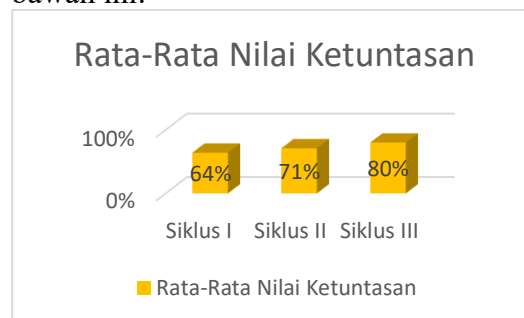 bawah ini.
Rata-Rata Nilai Ketuntasan
100%
64% 71% 80%
0%
Siklus I Siklus II Siklus III
Rata-Rata Nilai Ketuntasan